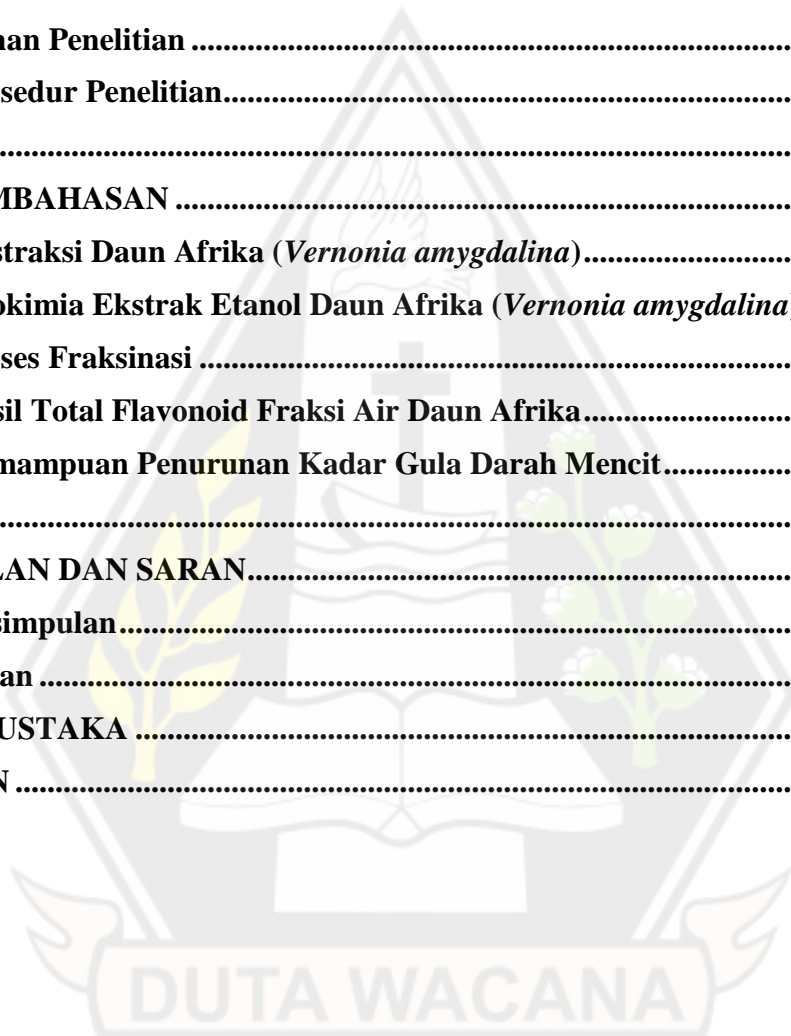 nan Penelitian ................................................................................
sedur Penelitian................................................................................
................................................................................
MBAHASAN ................................................................................
straksi Daun Afrika (Vernonia amygdalina)................................................
okimia Ekstrak Etanol Daun Afrika (Vernonia amygdalina)
ses Fraksinasi ................................................................................
sil Total Flavonoid Fraksi Air Daun Afrika................................................
mampuan Penurunan Kadar Gula Darah Mencit................................
................................................................................
LAN DAN SARAN................................................................................
simpulan................................................................................
an ................................................................................
USTAKA ................................................................................
N ................................................................................
DUTA WACANA